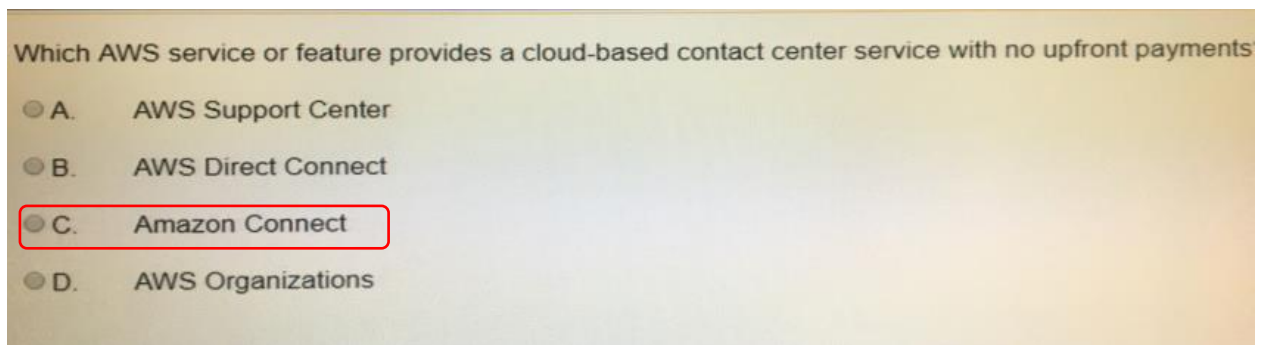 Which AWS service or feature provides a cloud-based contact center service with no upfront payments
A. AWS Support Center
B. AWS Direct Connect
C. Amazon Connect
D. AWS Organizations